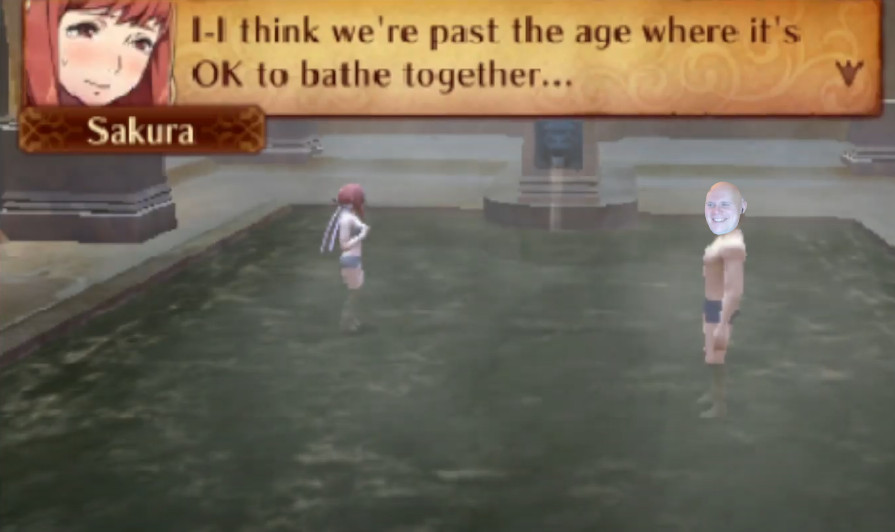 I-I think we're past the age where it's
OK to bathe together...
Sakura